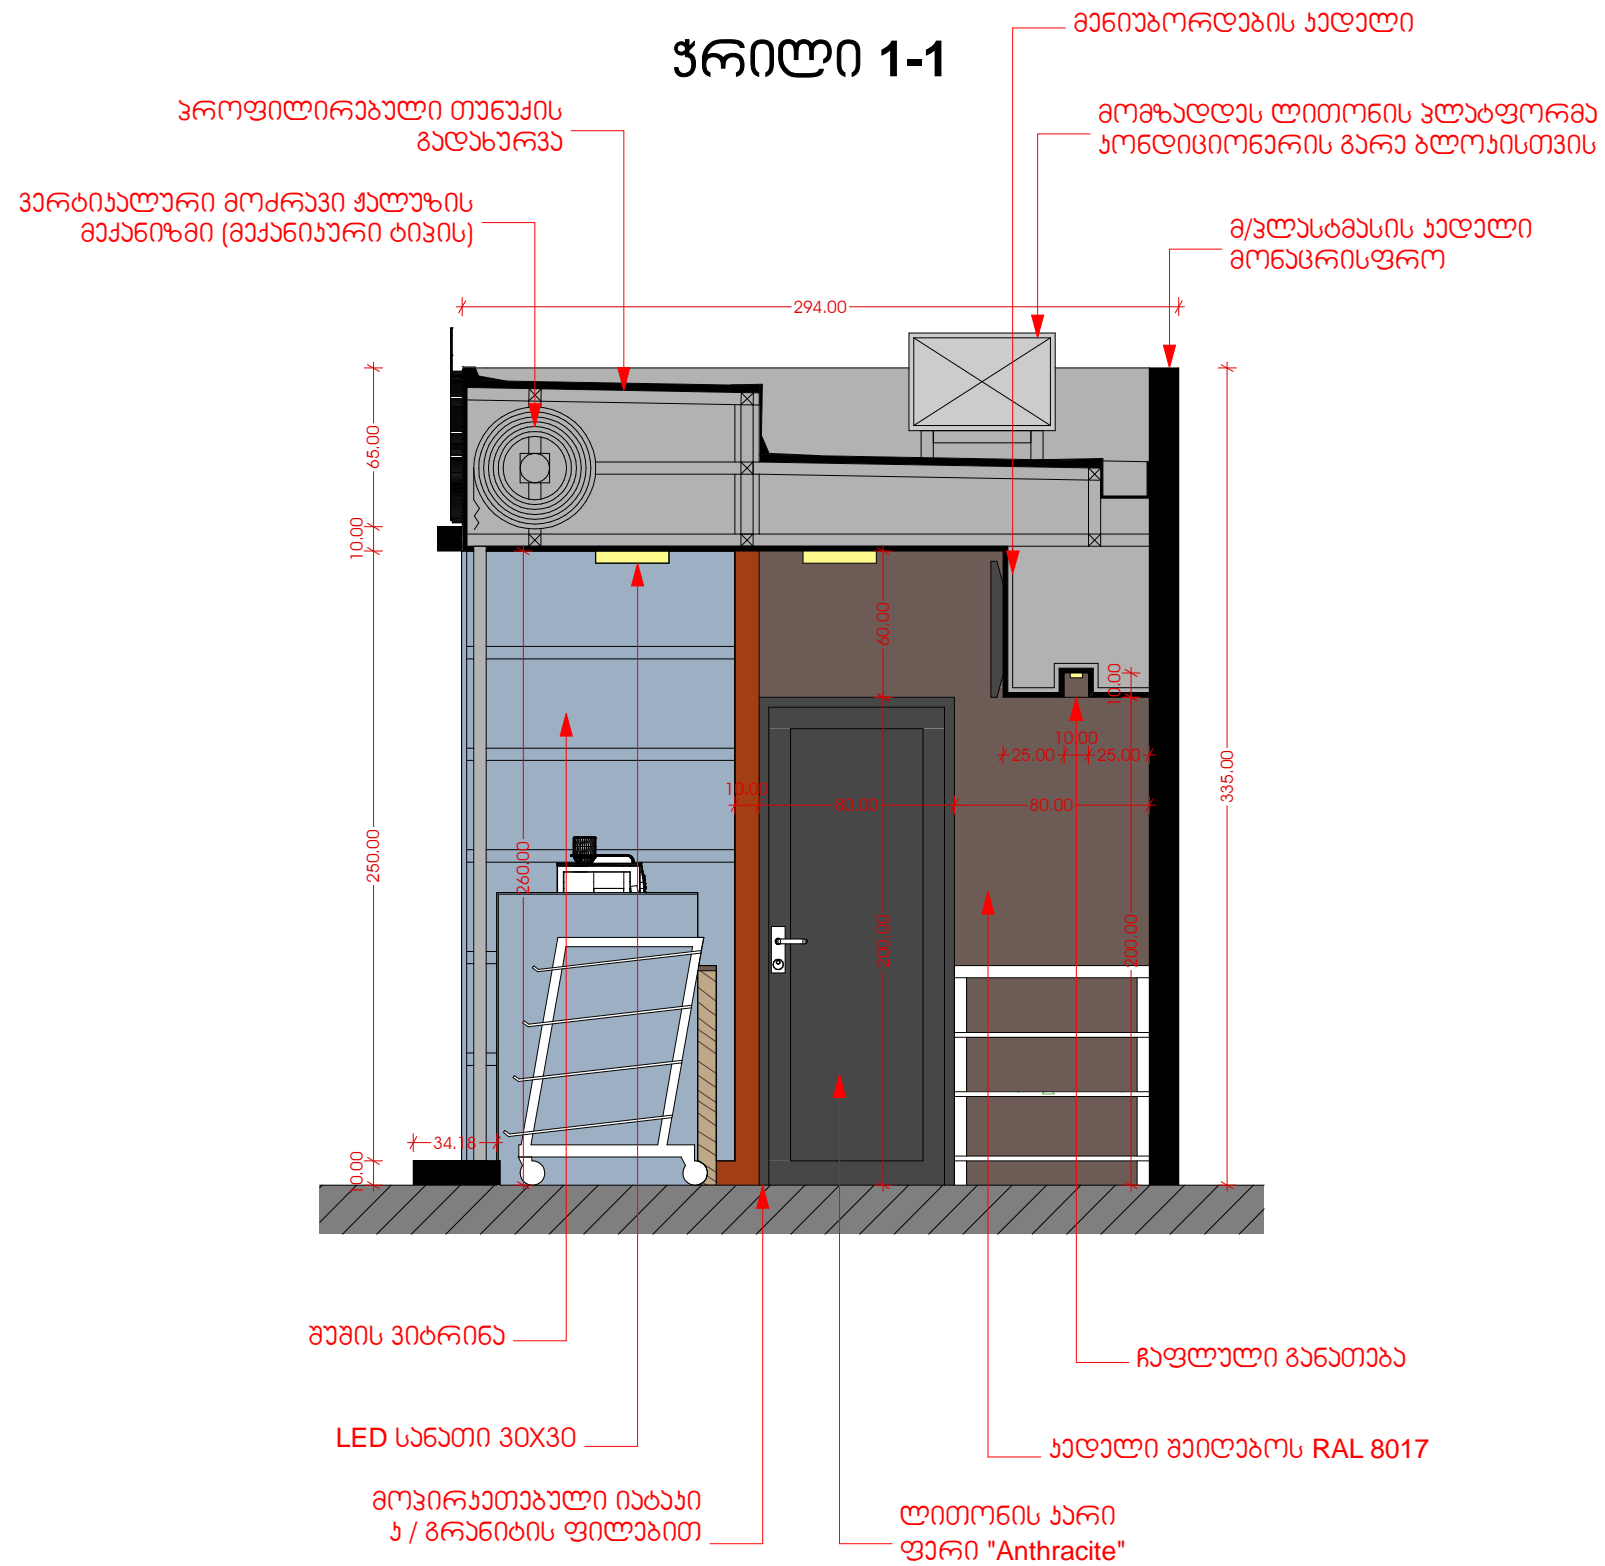 ჭრილი 1-1
მენიუბორდების კედელი
პროფილირებული თუნუქის
გადახურვა
მომზადდეს ლითონის პლატფორმა
კონდიციონერის გარე ბლოკისთვის
ვერტიკალური მოძრავი ჟალუზის
მექანიზმი (მექანიკური ტიპის)
მ/პლასტმასის კედელი
მონაცრისფრო
294.00
65.00
10.00
60.00
10.00
10.00
25.00
25.00
335.00
10.00
80.00
80.00
250.00
260.00
200.00
200.00
34.18
10.00
შუშის ვიტრინა
ჩაფლული განათება
LED სანათი 30X30
კედელი შეიღებოს RAL 8017
მოპირკეთებული იატაკი
კ / გრანიტის ფილებით
ლითონის კარი
ფერი "Anthracite"